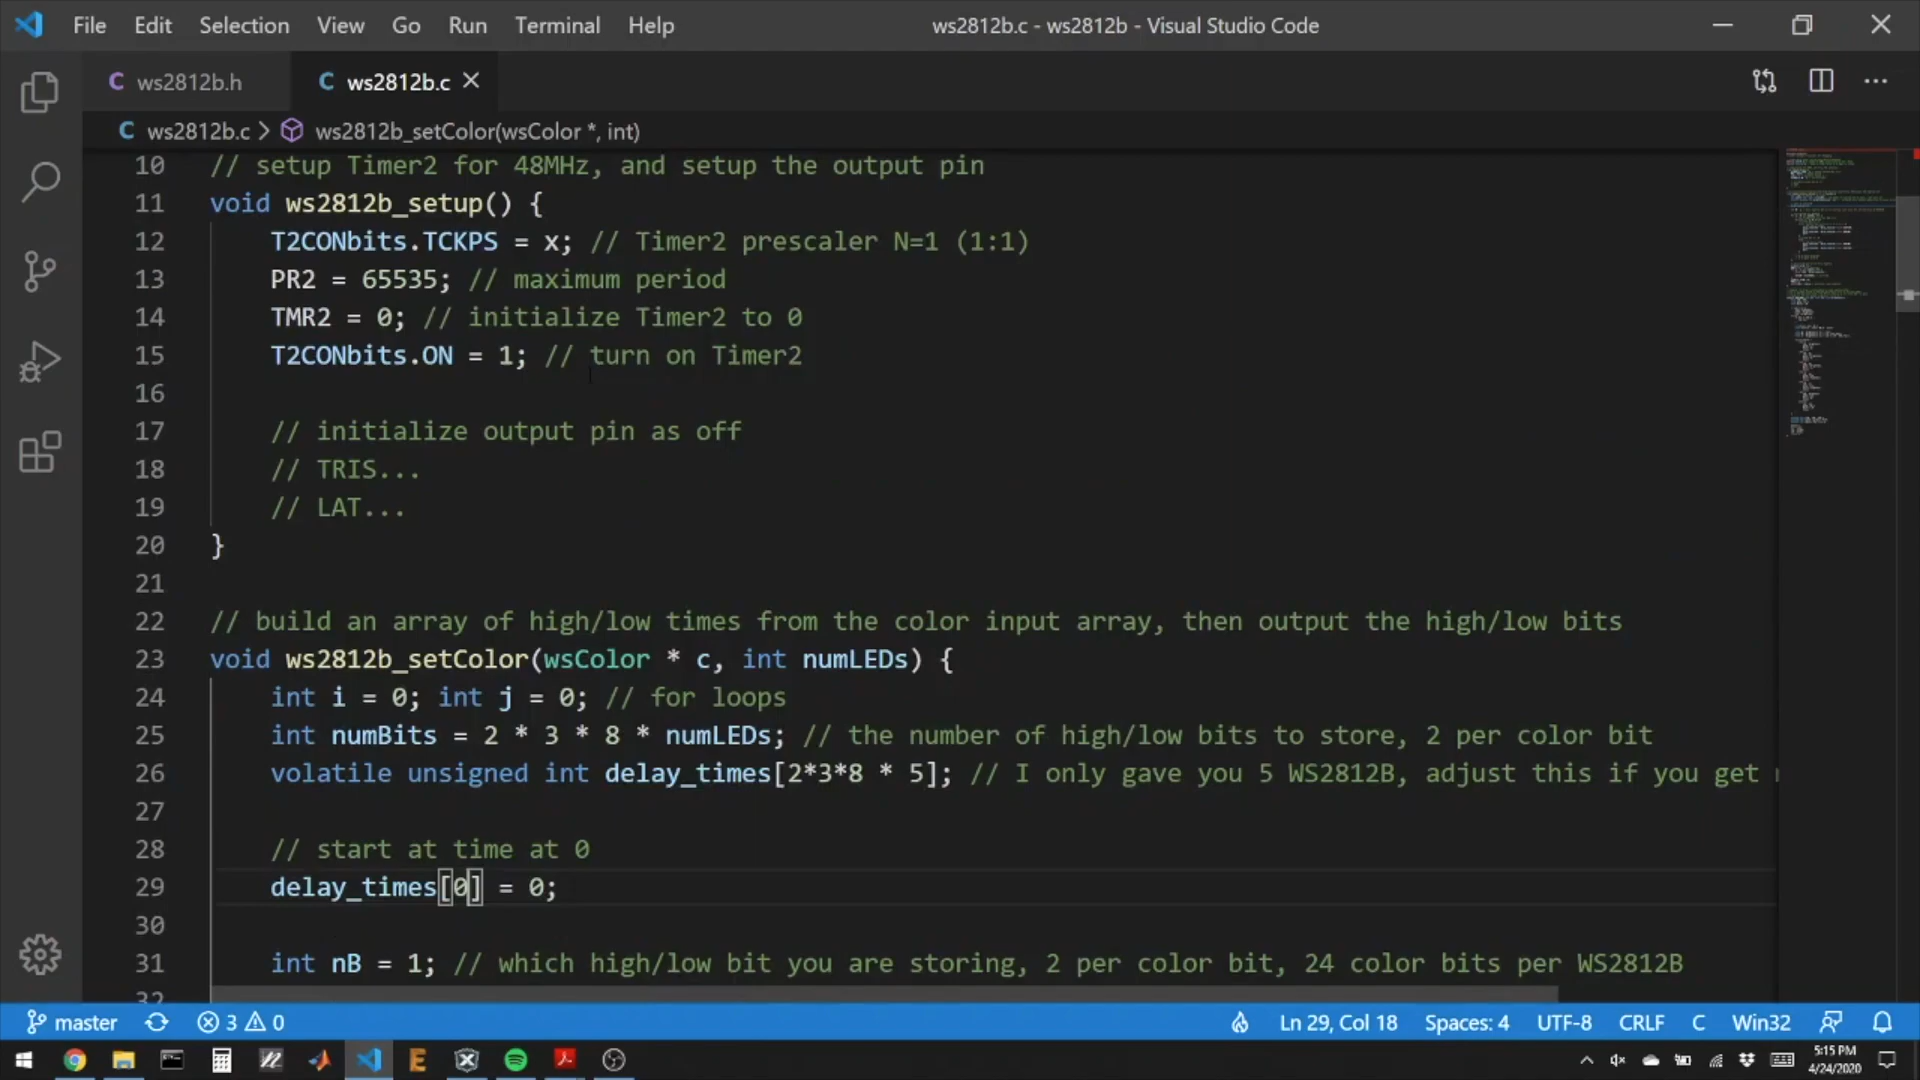 File Edit Selection View Go Run Terminal Help
ws2812b.c - ws2812b - Visual Studio Code
C ws2812b.h
C ws2812b.c
C ws2812b.c > ws2812b_setColor(wsColor *, int)
10 // setup Timer2 for 48MHz, and setup the output pin
11 void ws2812b_setup() {
12 T2CONbits.TCKPS = x; // Timer2 prescaler N=1 (1:1)
13 PR2 = 65535; // maximum period
14 TMR2 = 0; // initialize Timer2 to 0
15 T2CONbits.ON = 1; // turn on Timer2
16
17 // initialize output pin as off
18 // TRIS...
19 // LAT...
20 }
21
22 // build an array of high/low times from the color input array, then output the high/low bits
23 void ws2812b_setColor(wsColor * c, int numLEDs) {
24 int i = 0; int j = 0; // for loops
25 int numBits = 2 * 3 * 8 * numLEDs; // the number of high/low bits to store, 2 per color bit
26 volatile unsigned int delay_times[2*3*8 * 5]; // I only gave you 5 WS2812B, adjust this if you get
27
28 // start at time at 0
29 delay_times[0] = 0;
30
31 int nB = 1; // which high/low bit you are storing, 2 per color bit, 24 color bits per WS2812B
32
master 3 0
Ln 29, Col 18 Spaces: 4 UTF-8 CRLF C Win32
5:15 PM
4/24/2020